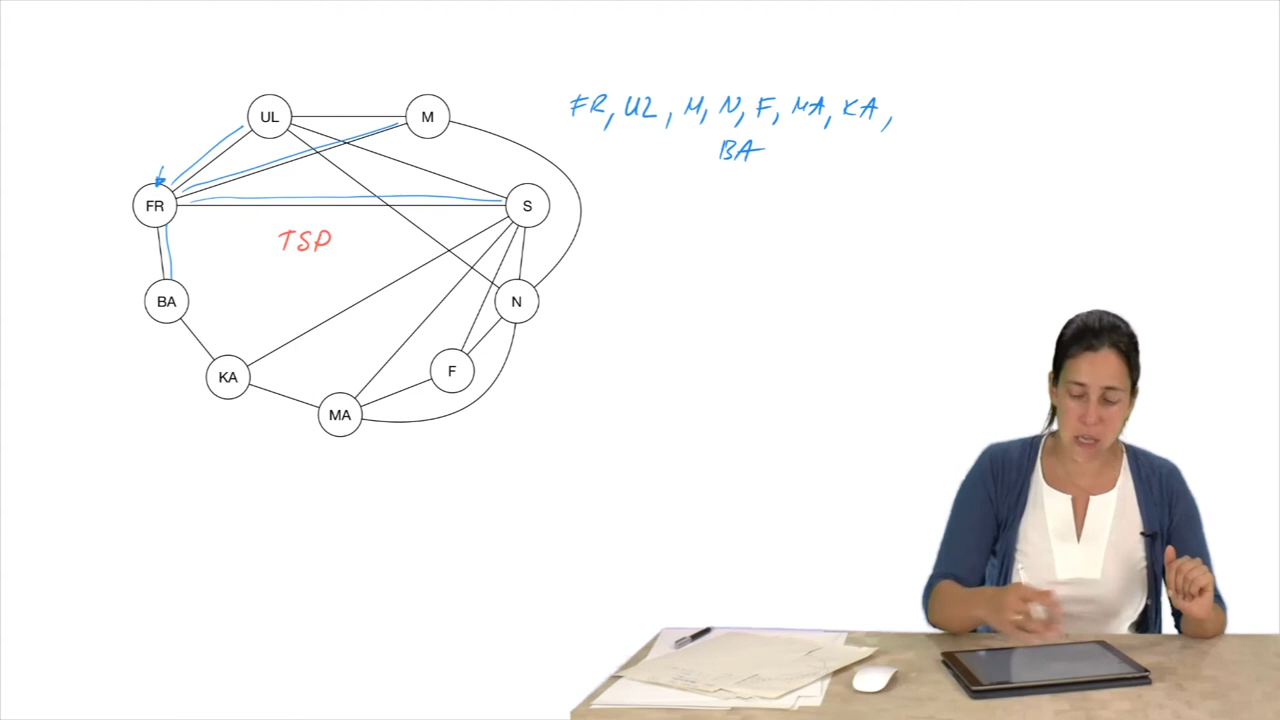 UL
M
FR, UL, M, N, F, MA, KA,
BA
FR
S
TSP
BA
N
KA
F
MA